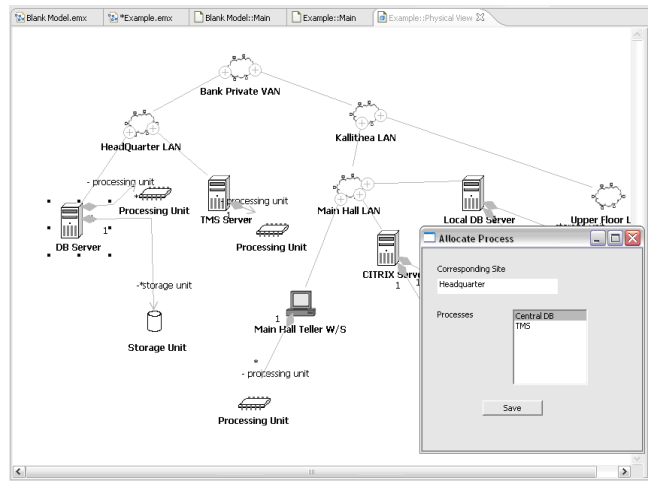 Blank Model.emx
*Example.emx
Blank Model::Main
Example::Main
Example::Physical View
Bank Private VAN
HeadQuarter LAN
Kallithea LAN
- processing unit
*
Processing Unit
TMS Server
- processing unit
1
Processing Unit
Main Hall LAN
Local DB Server
Upper Floor L
DB Server
1
-*storage unit
Storage Unit
CITRIX Serve
1
1
1
Main Hall Teller W/S
*
- processing unit
Processing Unit
Allocate Process
Corresponding Site
Headquarter
Processes
Central DB
TMS
Save